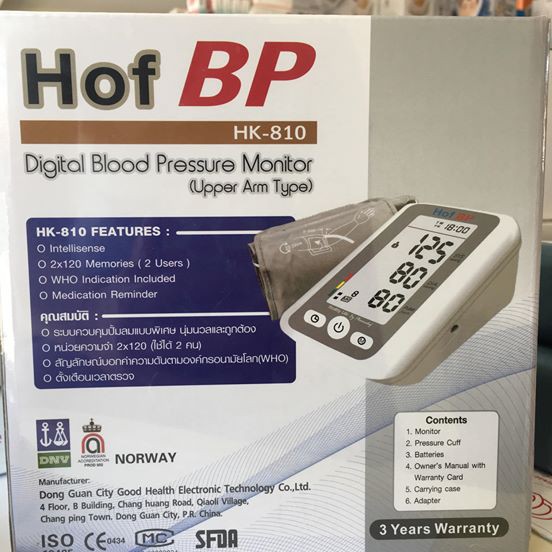 Hof BP
HK-810
Digital Blood Pressure Monitor
(Upper Arm Type)
HK-810 FEATURES :
O Intellisense
O 2x120 Memories ( 2 Users )
O WHO Indication Included
O Medication Reminder
คุณสมบัติ :
O ระบบควบคุมปั๊มลมแบบพิเศษ นุ่มนวลและถูกต้อง
O หน่วยความจำ 2x120 (ใช้ได้ 2 คน)
O สัญลักษณ์บอกค่าความดันตามองค์กรอนามัยโลก(WHO)
O ตั้งเตือนเวลาตรวจ
Hof BP
18:00
125
80
80
DNV
NORWEGIAN
ACCREDITATION
NORWAY
Manufacturer:
Dong Guan City Good Health Electronic Technology Co.,Ltd.
4 Floor, B Building, Chang huang Road, Qiaoli Village,
Chang ping Town. Dong Guan City, P.R. China.
ISO
CE 0434
MC
SFDA
Contents
1. Monitor
2. Pressure Cuff
3. Batteries
4. Owner's Manual with
Warranty Card
5. Carrying case
6. Adapter
3 Years Warranty